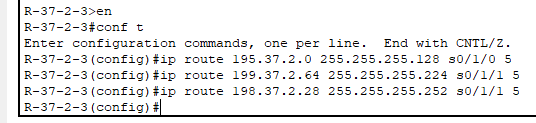 R-37-2-3>en
R-37-2-3#conf t
Enter configuration commands, one per line.  End with CNTL/Z.
R-37-2-3(config)#ip route 195.37.2.0 255.255.255.128 s0/1/0 5
R-37-2-3(config)#ip route 199.37.2.64 255.255.255.224 s0/1/1 5
R-37-2-3(config)#ip route 198.37.2.28 255.255.255.252 s0/1/1 5
R-37-2-3(config)#